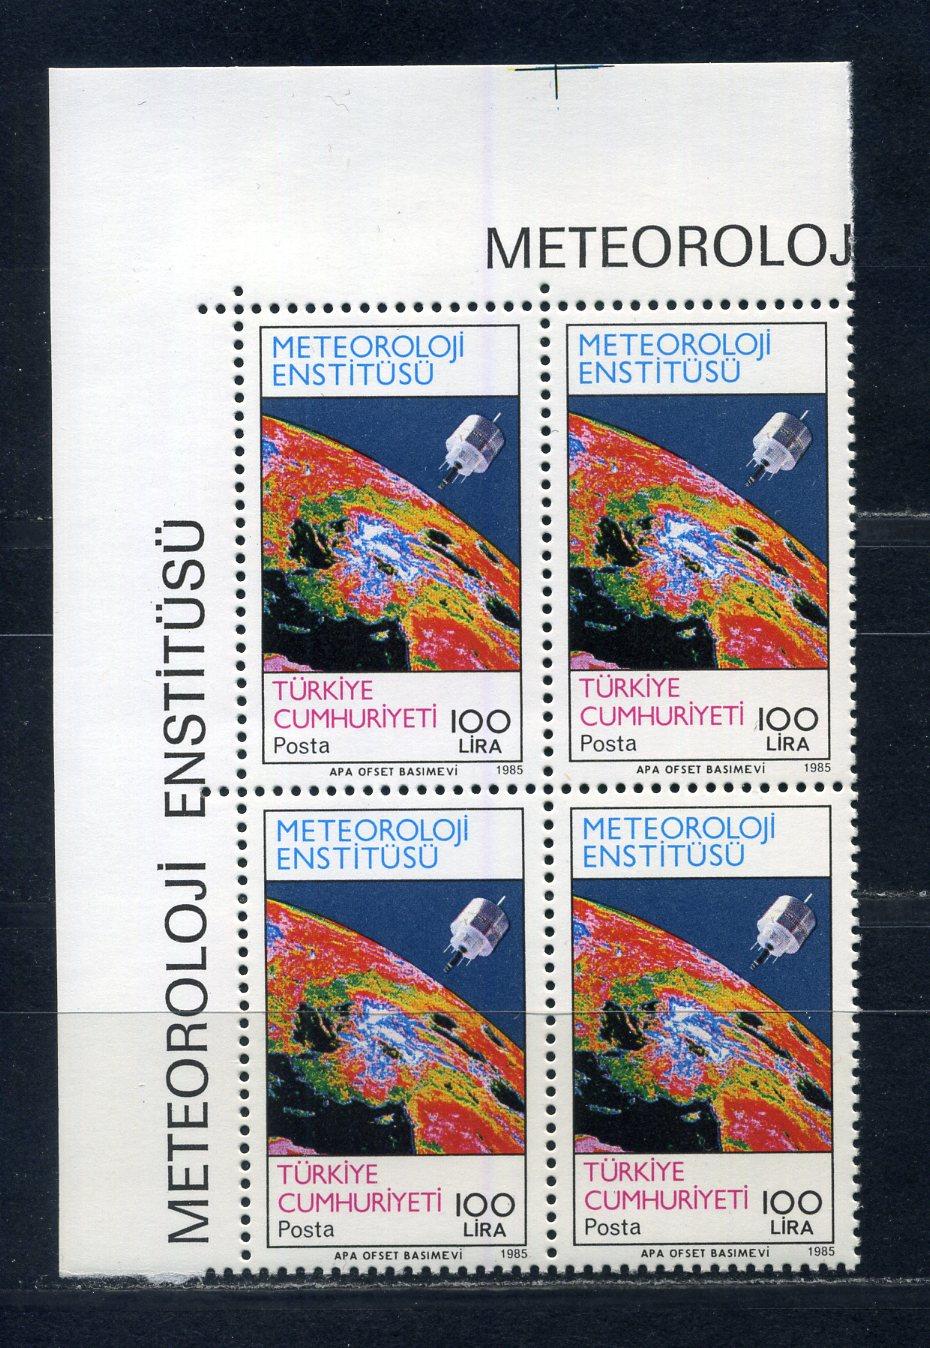 METEOROLOJ
METEOROLOJİ ENSTİTÜSÜ
METEOROLOJİ
ENSTİTÜSÜ
TÜRKİYE
CUMHURİYETİ
100
Posta
LİRA
APA OFSET BASIMEVİ 1985
METEOROLOJİ
ENSTİTÜSÜ
TÜRKİYE
CUMHURİYETİ
100
Posta
LİRA
APA OFSET BASIMEVİ 1985
METEOROLOJİ
ENSTİTÜSÜ
TÜRKİYE
CUMHURİYETİ
100
Posta
LİRA
APA OFSET BASIMEVİ 1985
METEOROLOJİ
ENSTİTÜSÜ
TÜRKİYE
CUMHURİYETİ
100
Posta
LİRA
APA OFSET BASIMEVİ 1985